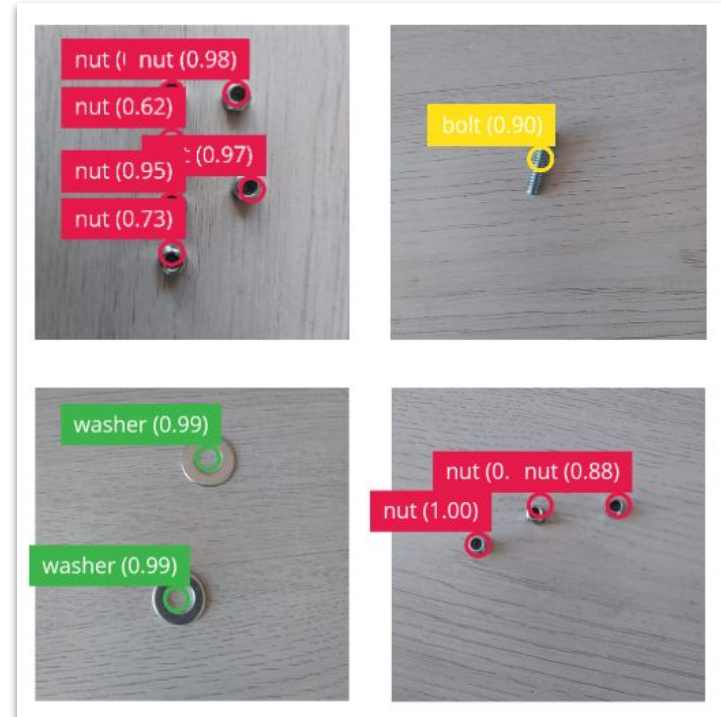 nut ( nut (0.98)
nut (0.62)
(0.97)
nut (0.95)
nut (0.73)
bolt (0.90)
washer (0.99)
washer (0.99)
nut (0. nut (0.88)
nut (1.00)